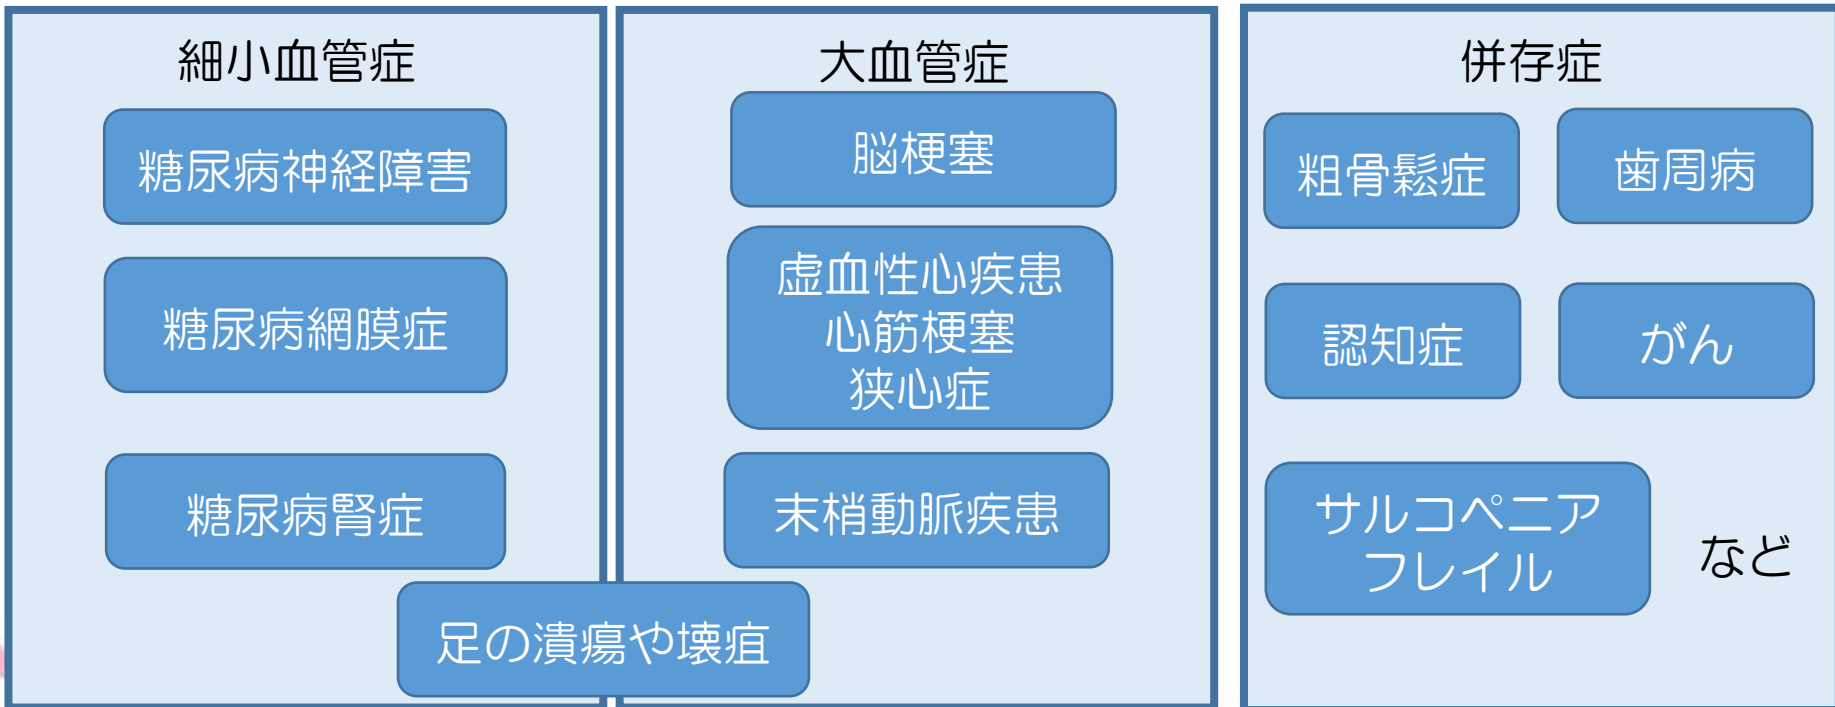 細小血管症
糖尿病神経障害
糖尿病網膜症
糖尿病腎症
大血管症
脳梗塞
虚血性心疾患
心筋梗塞
狭心症
末梢動脈疾患
足の潰瘍や壊疽
併存症
粗骨鬆症
歯周病
認知症
がん
サルコペニア
フレイル
など